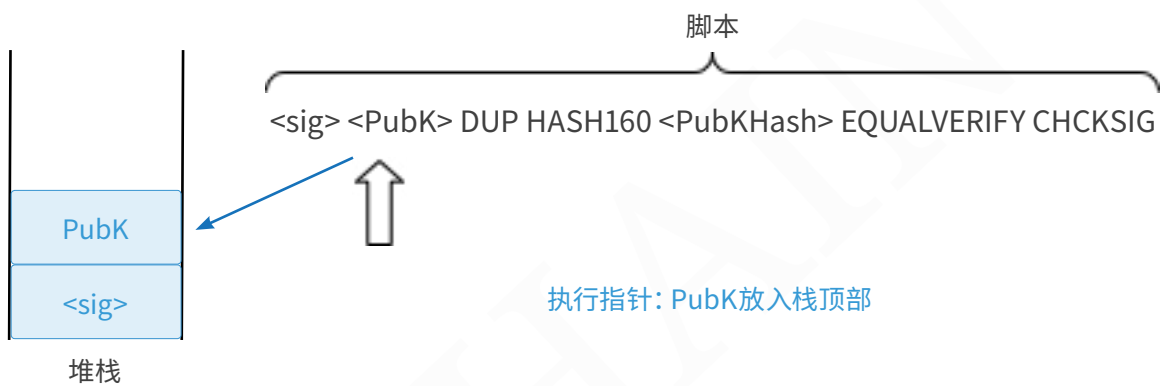 脚本
<sig> <PubK> DUP HASH160 <PubKHash> EQUALVERIFY CHCKSIG
PubK
<sig>
执行指针：PubK放入栈顶部
堆栈